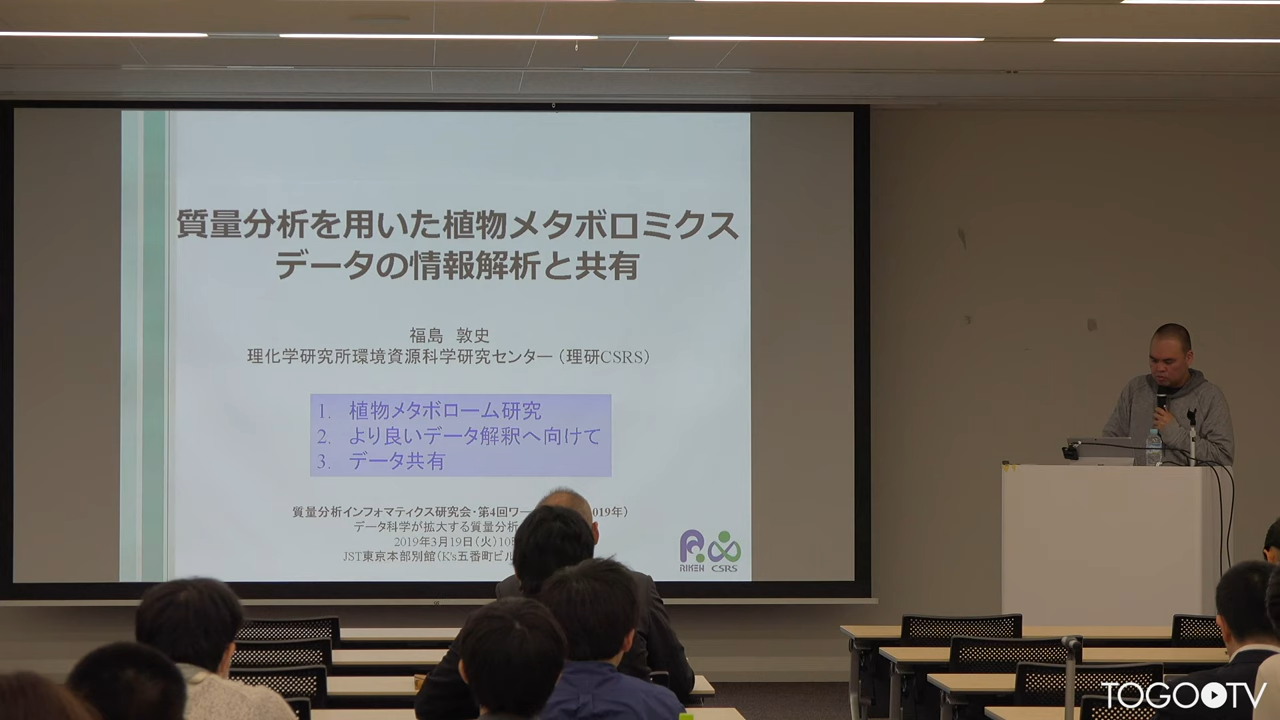 質量分析を用いた植物メタボロミクス
データの情報解析と共有
福島 敦史
理化学研究所環境資源科学研究センター（理研CSRS）
1. 植物メタボローム研究
2. より良いデータ解釈へ向けて
3. データ共有
質量分析インフォマティクス研究会・第4回ワー 019年）
データ科学が拡大する質量分析
2019年3月19日（火）10
JST東京本部別館（K's五番町ビル
RIKEN CSRS
TOGOTV